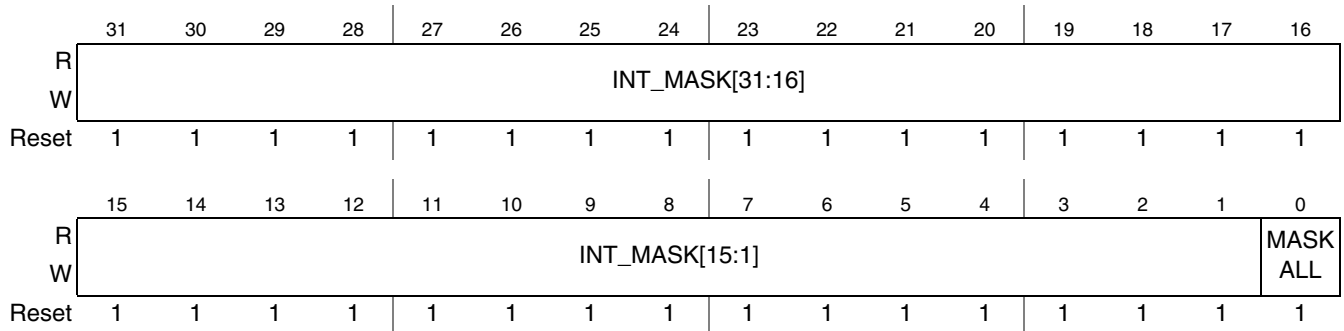 31 30 29 28 27 26 25 24 23 22 21 20 19 18 17 16
R
INT_MASK[31:16]
W
Reset 1 1 1 1 1 1 1 1 1 1 1 1 1 1 1 1
15 14 13 12 11 10 9 8 7 6 5 4 3 2 1 0
R
INT_MASK[15:1] MASK
W ALL
Reset 1 1 1 1 1 1 1 1 1 1 1 1 1 1 1 1